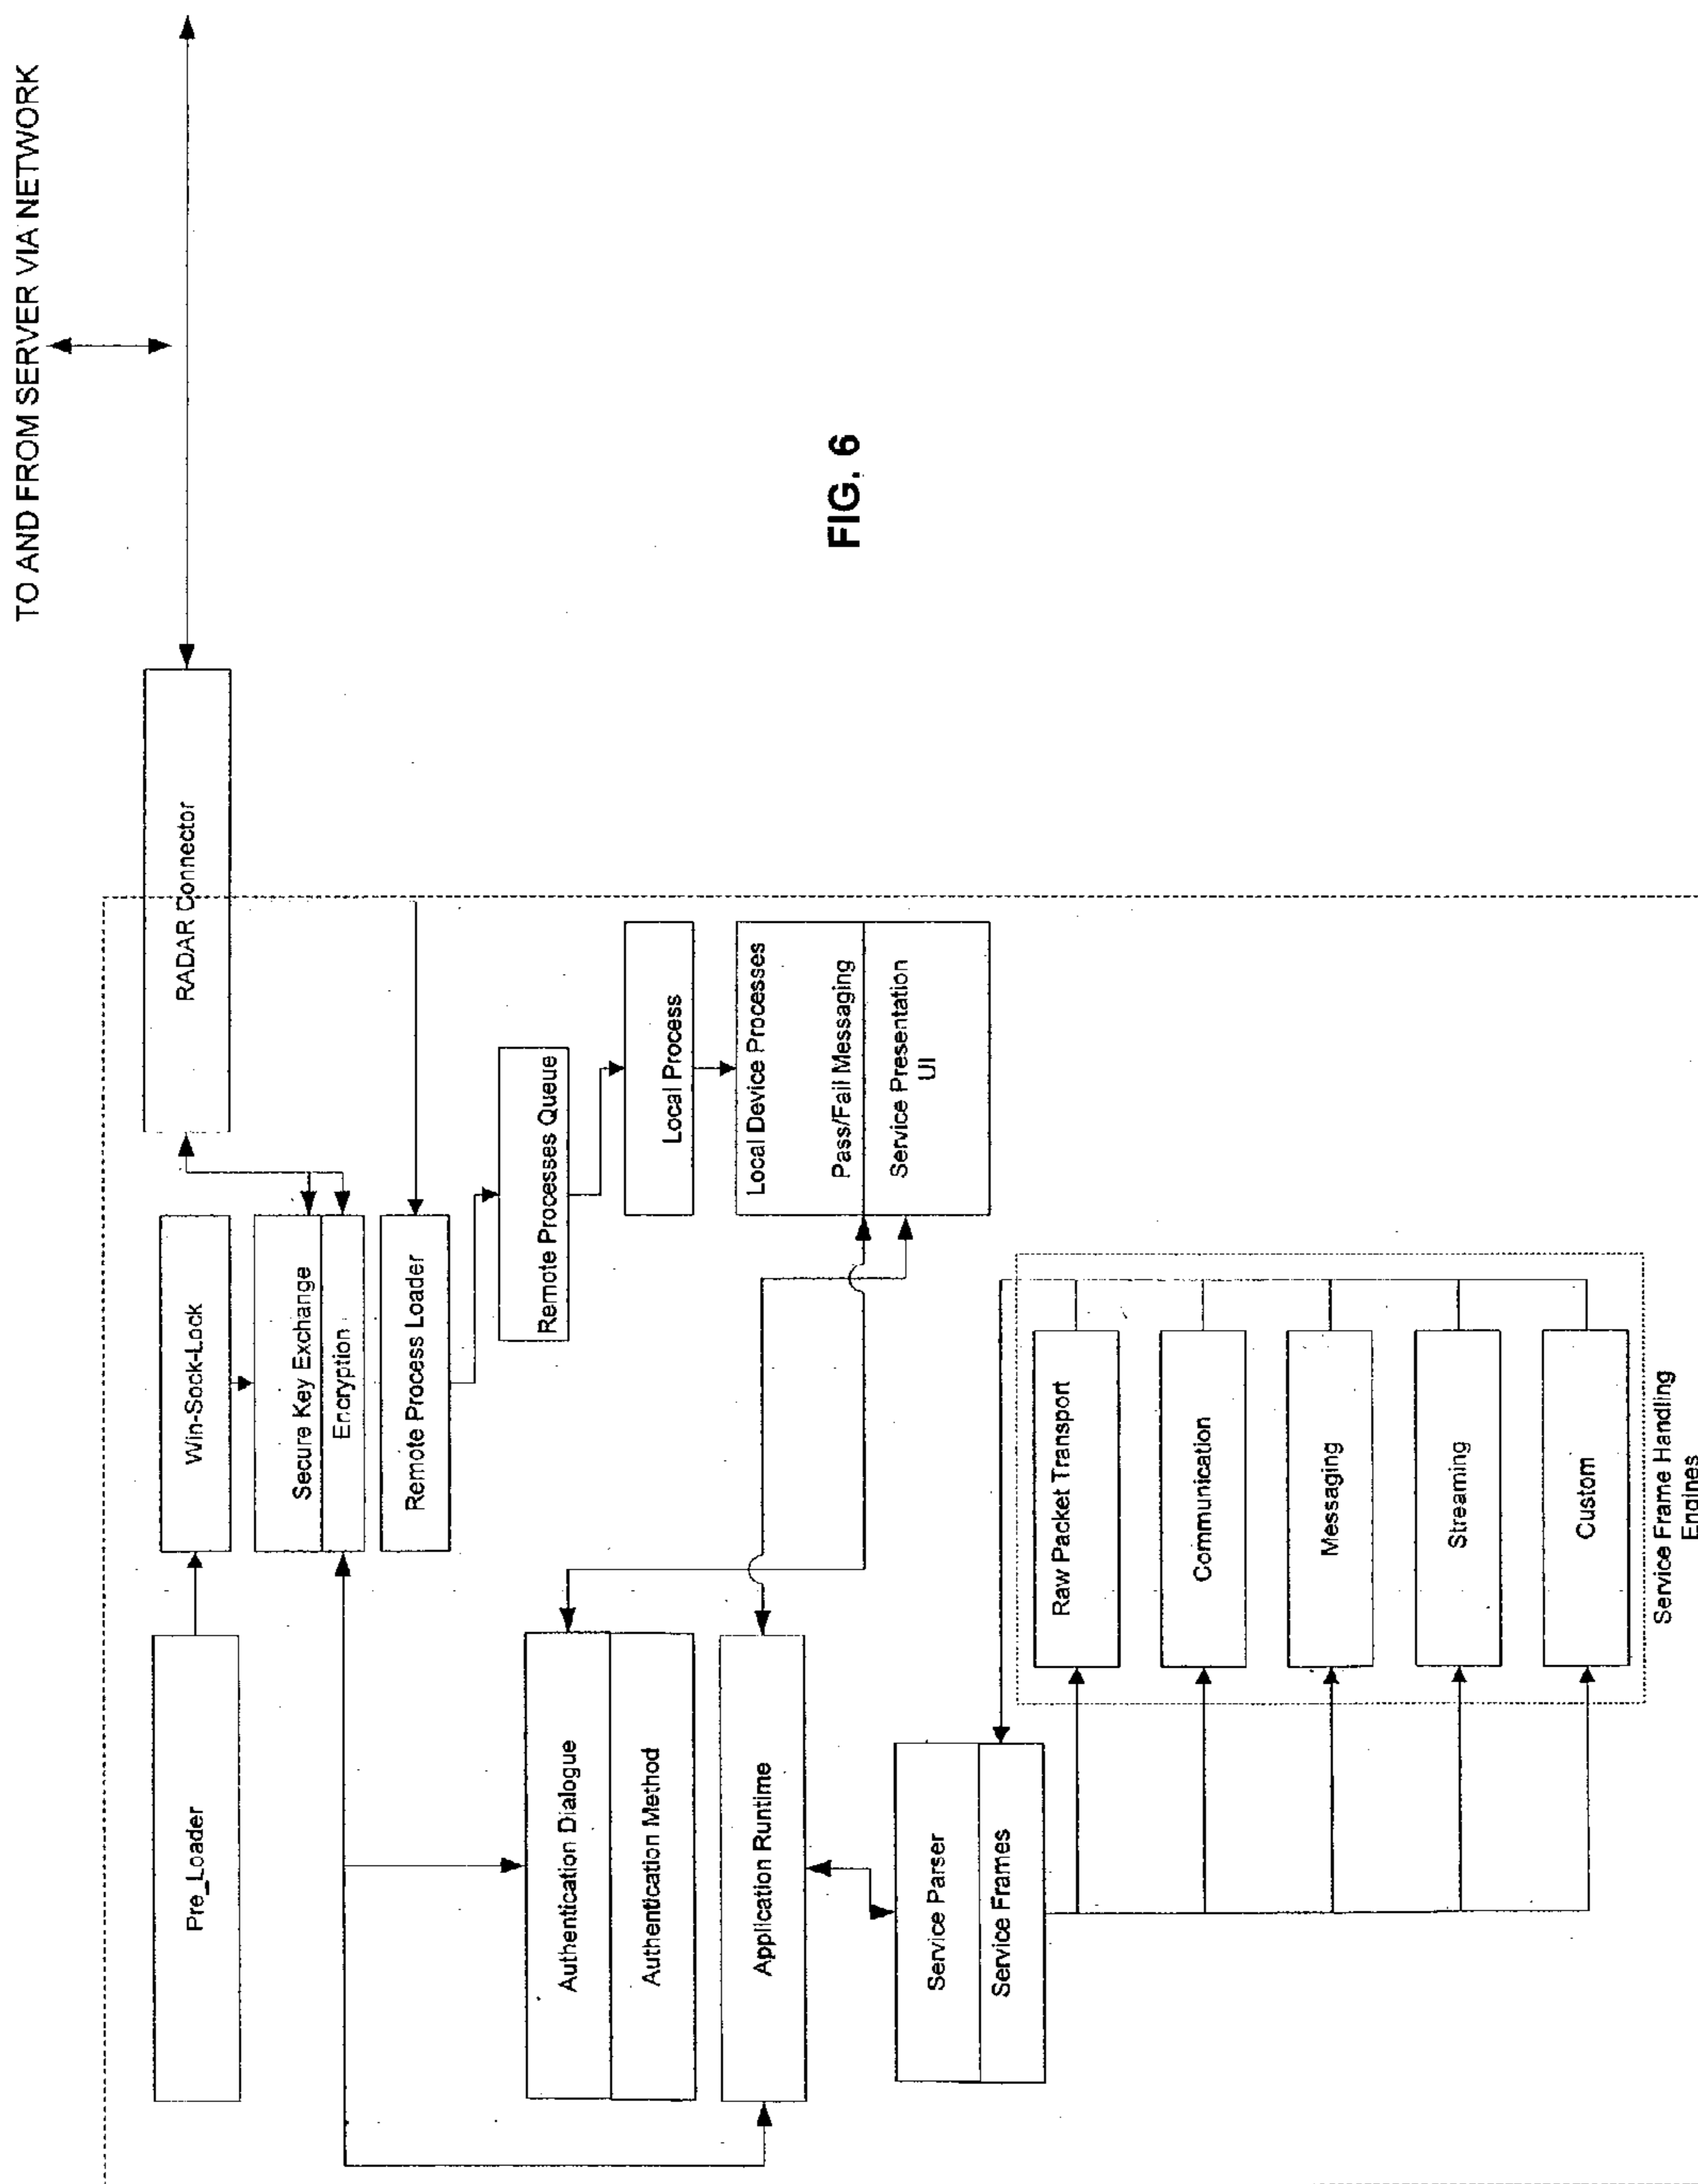 TO AND FROM SERVER VIA NETWORK
RADAR Connector
Pre_Loader
Win-Sock-Lock
Secure Key Exchange
Encryption
Remote Process Loader
Remote Processes Queue
Local Process
Local Device Processes
Pass/Fail Messaging
Service Presentation
UI
Authentication Dialogue
Authentication Method
Application Runtime
Service Parser
Service Frames
Raw Packet Transport
Communication
Messaging
Streaming
Custom
Service Frame Handling
Engines
FIG. 6